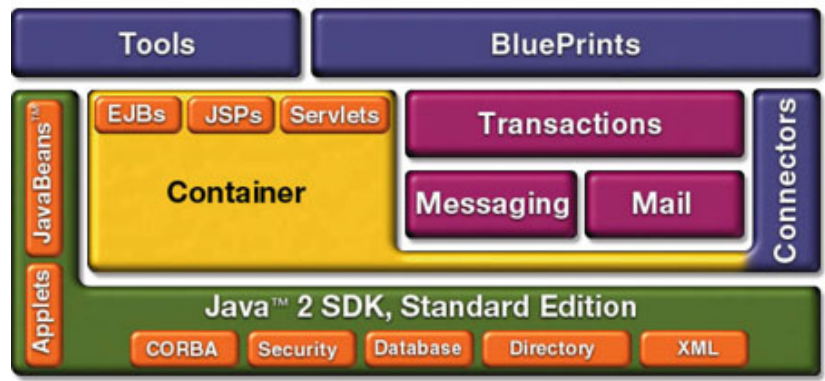 Tools
BluePrints
JavaBeans™
Applets
EJBs
JSPs
Servlets
Container
Transactions
Messaging
Mail
Connectors
Java™ 2 SDK, Standard Edition
CORBA
Security
Database
Directory
XML